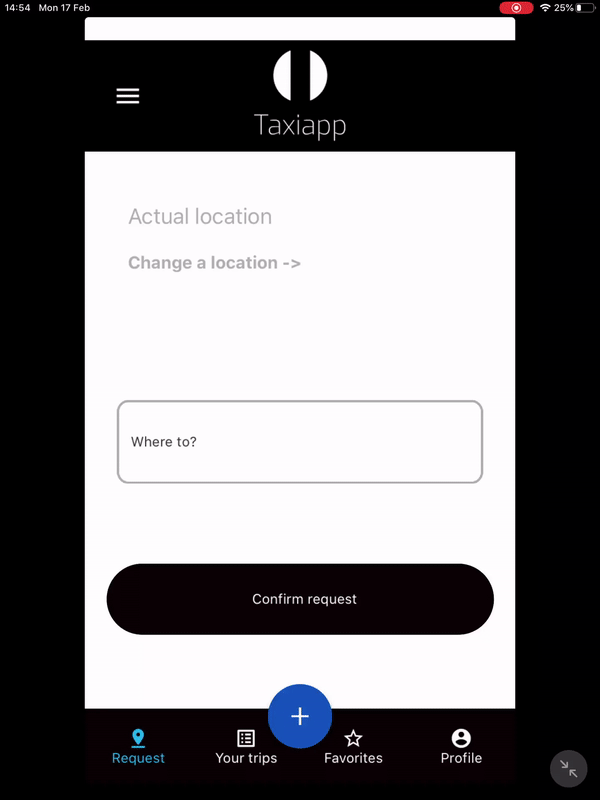 14:54 Mon 17 Feb 25%
Taxiapp
Actual location
Change a location ->
Where to?
Confirm request
+
Request Your trips Favorites Profile